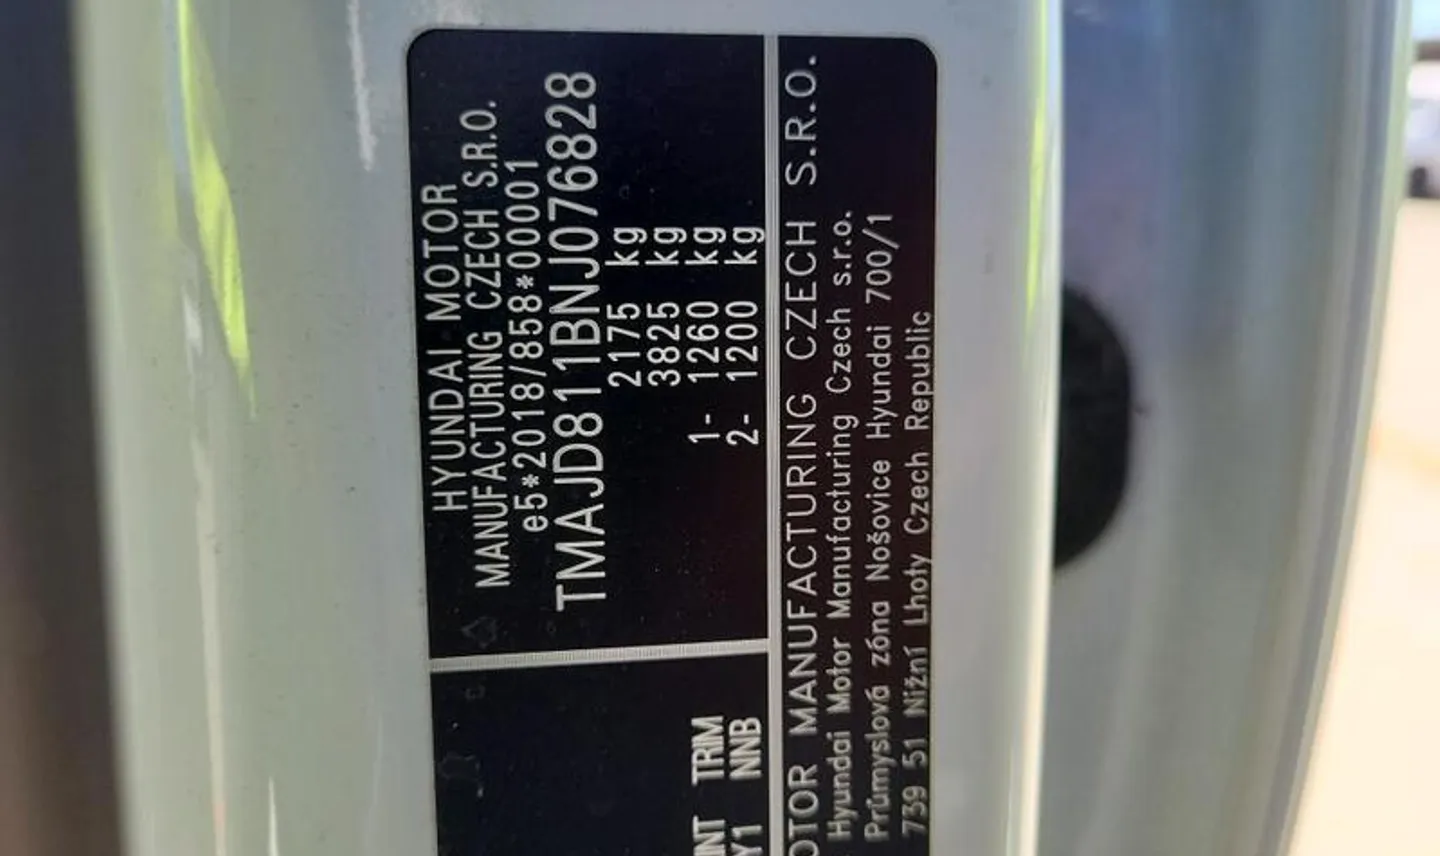 HYUNDAI MOTOR
MANUFACTURING CZECH S.R.O.
e5*2018/858*00001
TMAJD811BNJ076828
2175 kg
3825 kg
1- 1260 kg
2- 1200 kg
INT TRIM
Y1 NNB
OTOR MANUFACTURING CZECH S.R.O.
Hyundai Motor Manufacturing Czech s.r.o.
Průmyslová zóna Nošovice Hyundai 700/1
739 51 Nižní Lhoty Czech Republic